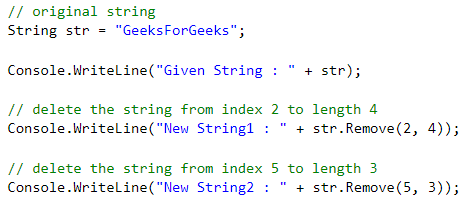 // original string
String str = "GeeksForGeeks";
Console.WriteLine("Given String : " + str);
// delete the string from index 2 to length 4
Console.WriteLine("New String1 : " + str.Remove(2, 4));
// delete the string from index 5 to length 3
Console.WriteLine("New String2 : " + str.Remove(5, 3));